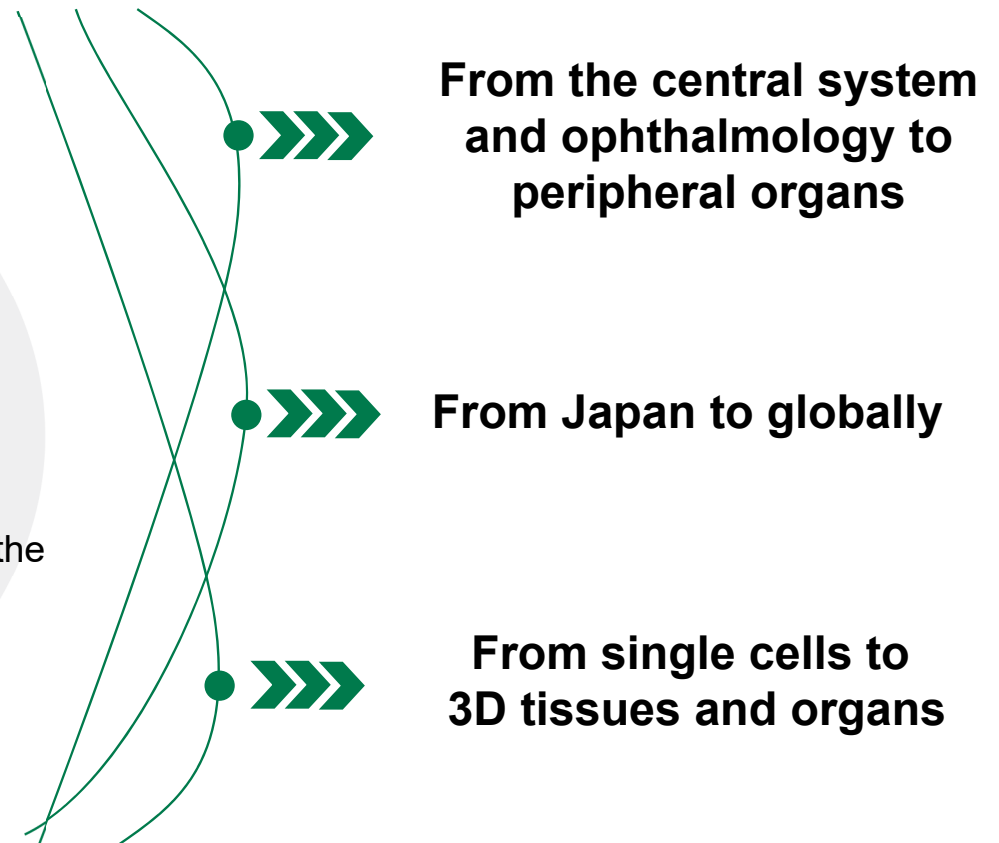 From the central system
and ophthalmology to
peripheral organs
From Japan to globally
the
From single cells to
3D tissues and organs